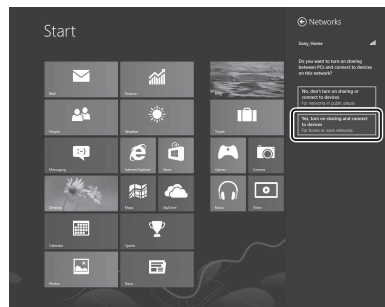 Start
Mail
Finance
People
Weather
Travel
Messaging
Internet Explorer
Store
Games
Camera
Desktop
Maps
SkyDrive
Music
Video
Calendar
Sports
Photos
News
Networks
Sony_Home
Do you want to turn on sharing
between PCs and connect to devices
on this network?
No, don't turn on sharing or
connect to devices
For networks in public places
Yes, turn on sharing and connect
to devices
For home or work networks